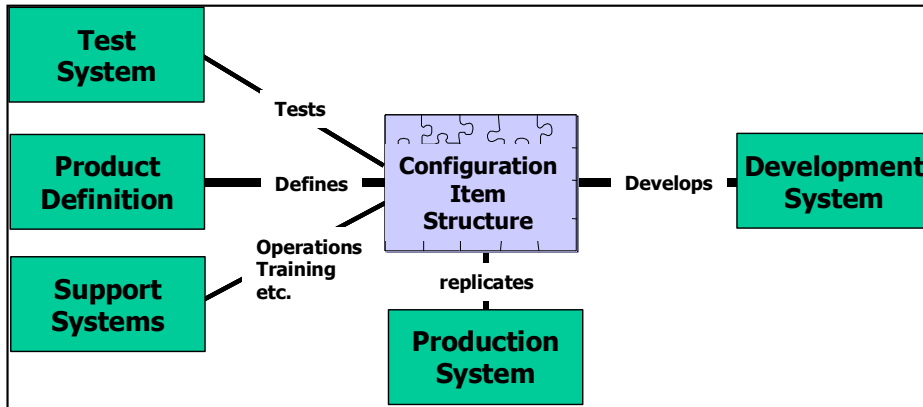 Test
System
Tests
Product
Definition
Defines
Configuration
Item
Structure
Develops
Development
System
Operations
Training
etc.
Support
Systems
replicates
Production
System